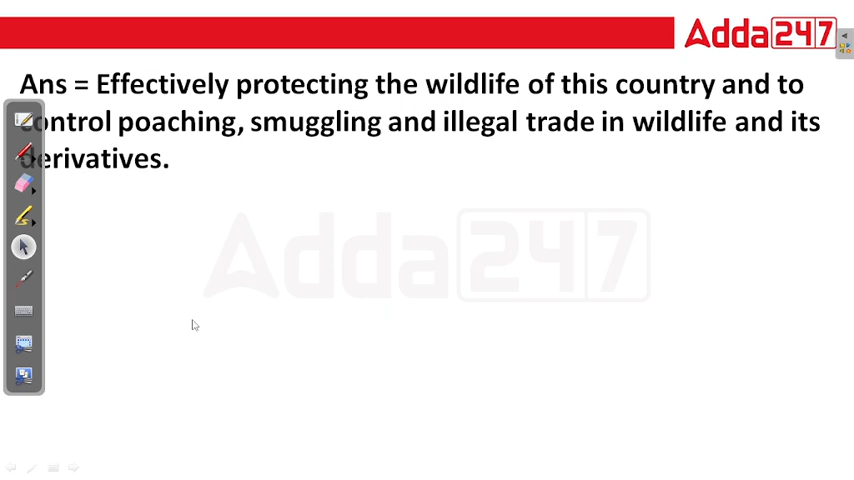 Adda247
Ans = Effectively protecting the wildlife of this country and to
control poaching, smuggling and illegal trade in wildlife and its
derivatives.
Adda247